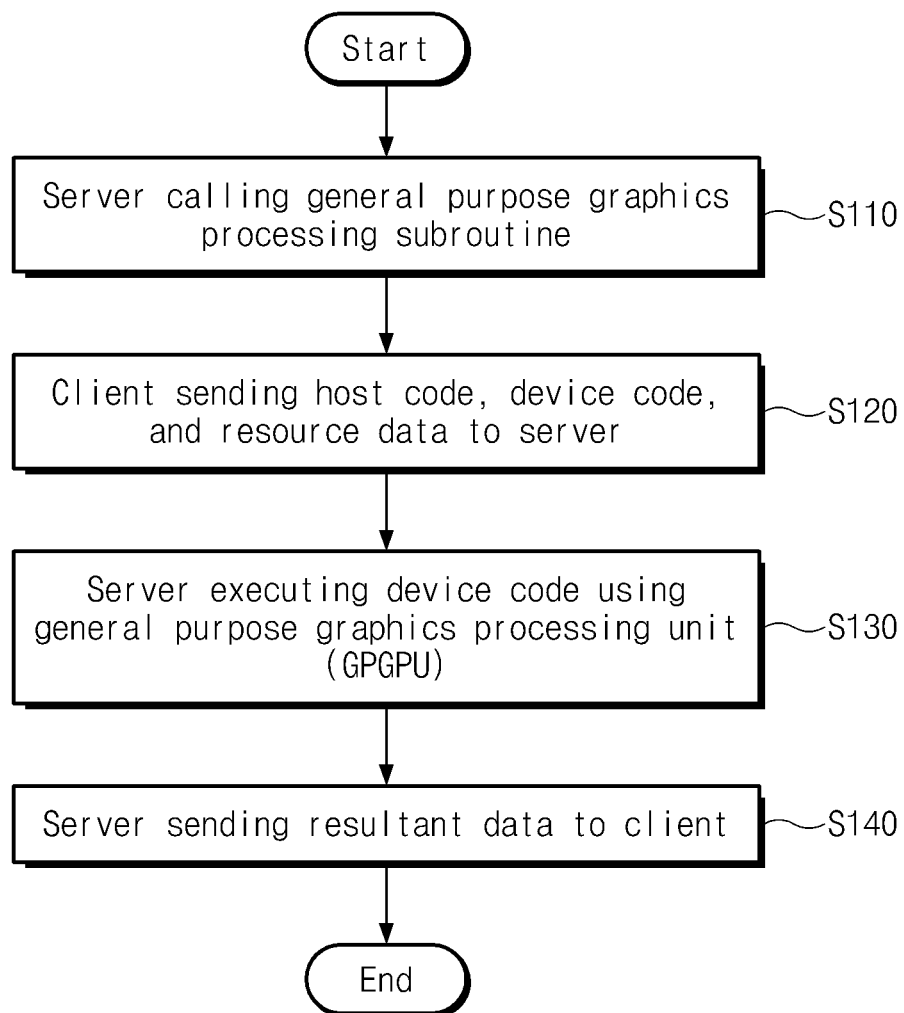 Start
Server calling general purpose graphics
processing subroutine
S110
Client sending host code, device code,
and resource data to server
S120
Server executing device code using
general purpose graphics processing unit
(GPGPU)
S130
Server sending resultant data to client
S140
End